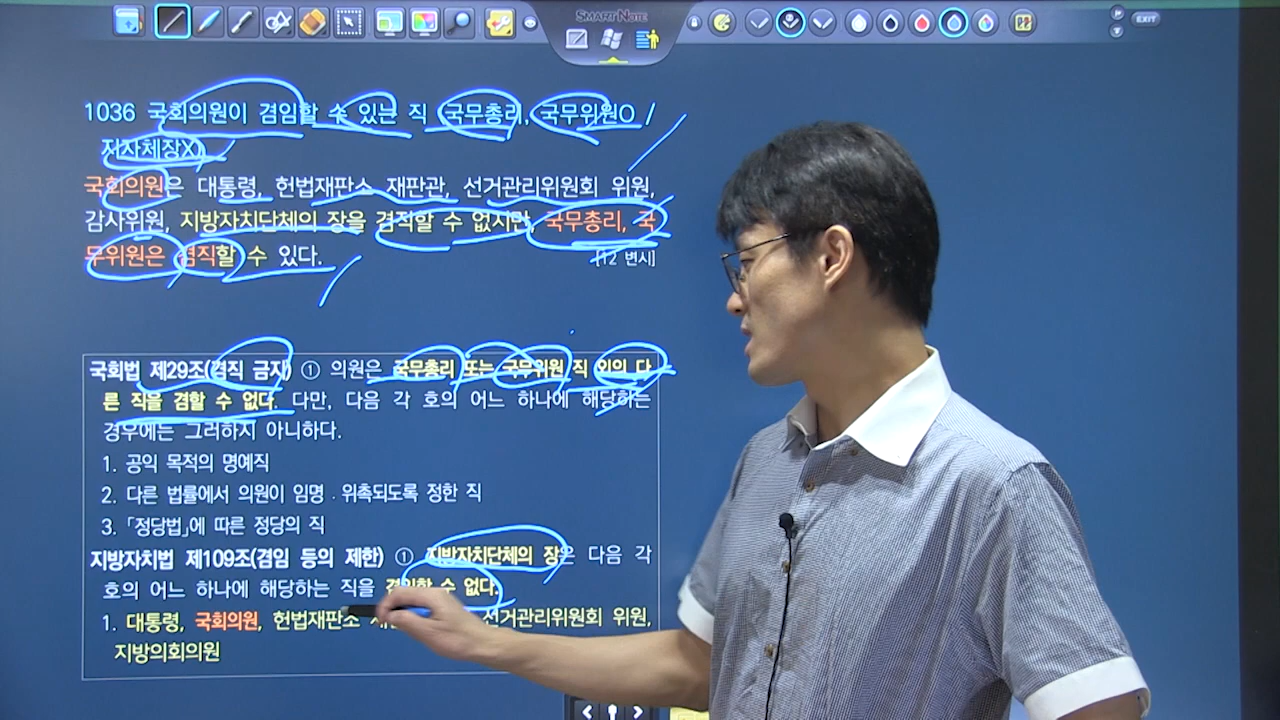 SMARTNOTE
EXIT
1036 국회의원이 겸임할 수 있는 직 국무총리, 국무위원O /
지자체장X)
국회의원은 대통령, 헌법재판소 재판관, 선거관리위원회 위원,
감사위원, 지방자치단체의 장을 겸직할 수 없지만, 국무총리, 국
무위원은 겸직할 수 있다.
[12 변시]
국회법 제29조(겸직 금지) ① 의원은 국무총리 또는 국무위원 직 외의 다
른 직을 겸할 수 없다. 다만, 다음 각 호의 어느 하나에 해당하는
경우에는 그러하지 아니하다.
1. 공익 목적의 명예직
2. 다른 법률에서 의원이 임명 · 위촉되도록 정한 직
3. 「정당법」에 따른 정당의 직
지방자치법 제109조(겸임 등의 제한) ① 지방자치단체의 장은 다음 각
호의 어느 하나에 해당하는 직을 겸임할 수 없다.
1. 대통령, 국회의원, 헌법재판소 선거관리위원회 위원,
지방의회의원